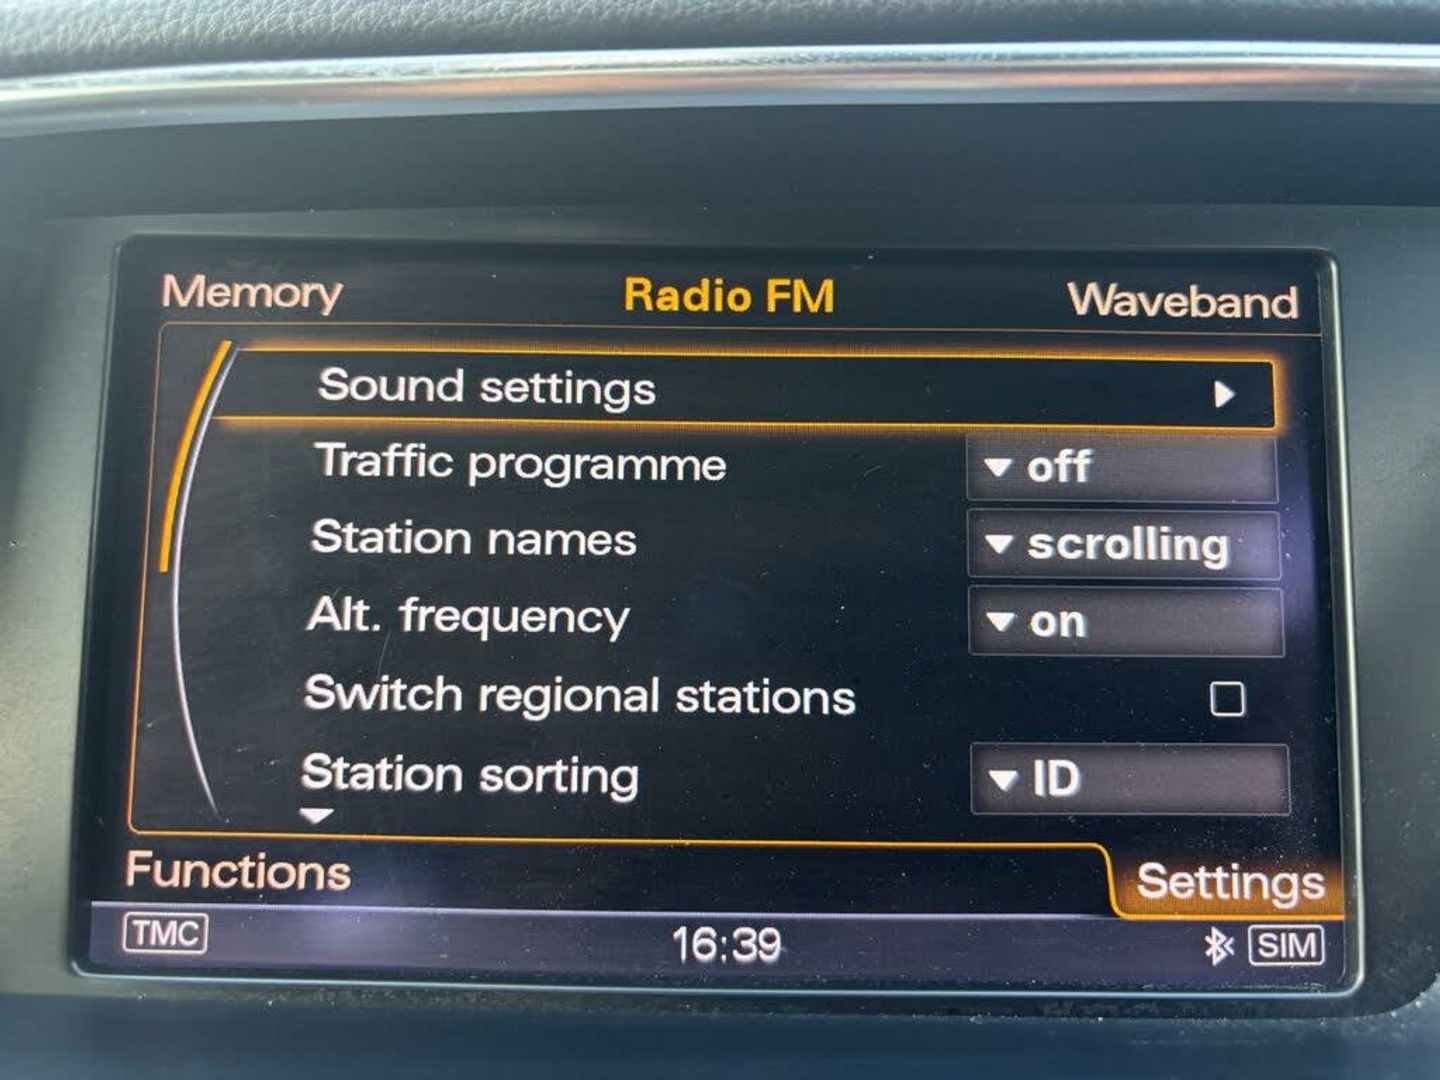 Memory Radio FM Waveband
Sound settings
Traffic programme off
Station names scrolling
Alt. frequency on
Switch regional stations
Station sorting ID
Functions Settings
TMC 16:39 SIM